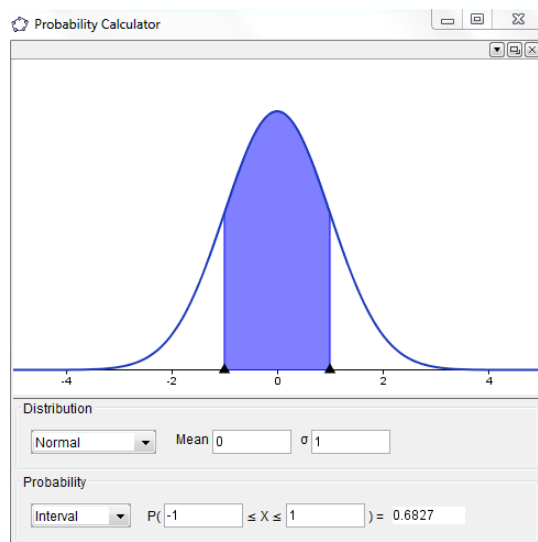 Probability Calculator
-4 -2 0 2 4
Distribution
Normal Mean 0 σ 1
Probability
Interval P( -1 ≤ X ≤ 1 ) = 0.6827